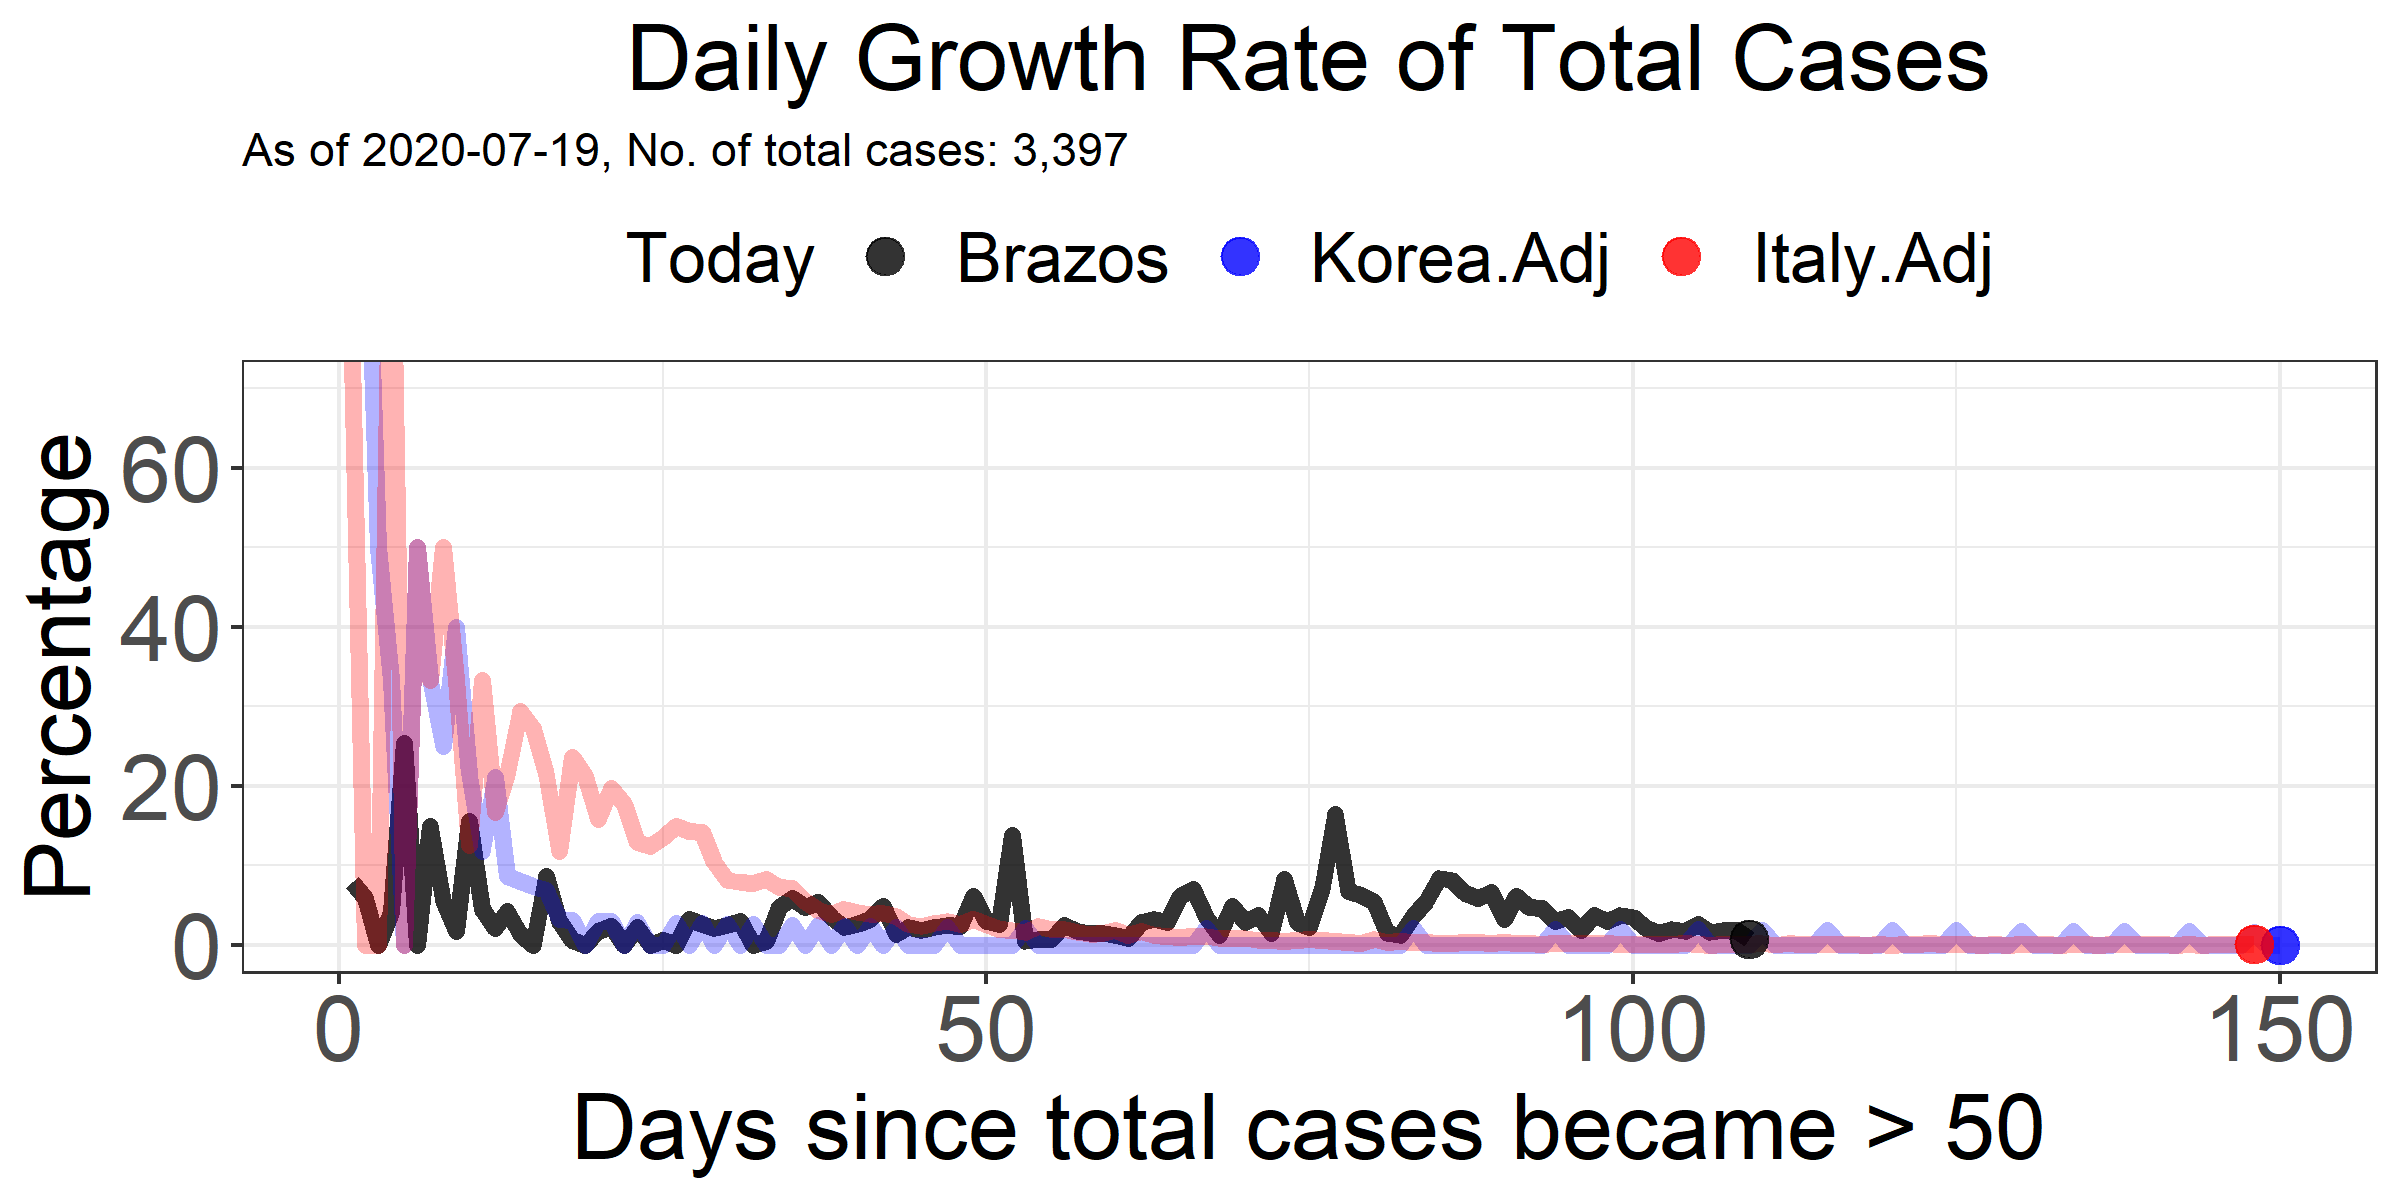 Daily Growth Rate of Total Cases
As of 2020-07-19, No. of total cases: 3,397
Today Brazos Korea.Adj Italy.Adj
Percentage
60
40
20
0
0 50 100 150
Days since total cases became > 50